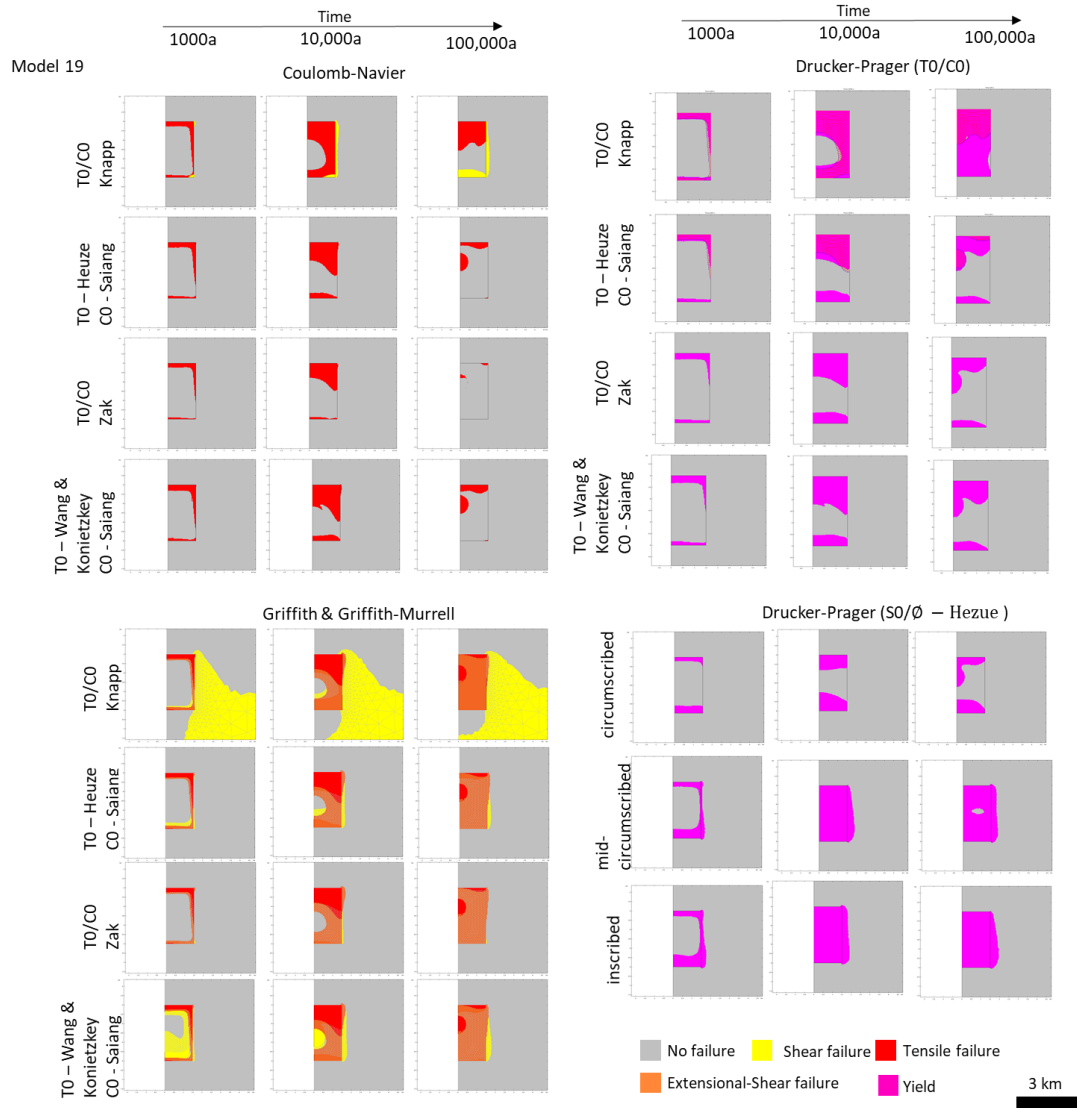 Time
1000a 10,000a 100,000a
Time
1000a 10,000a 100,000a
Model 19
Coulomb-Navier
T0/C0
Knapp
T0 – Heuze
C0 - Saiang
T0/C0
Zak
T0 – Wang &
Konietzkey
C0 - Saiang
Drucker-Prager (T0/C0)
T0/C0
Knapp
T0 – Heuze
C0 - Saiang
T0/C0
Zak
T0 – Wang &
Konietzkey
C0 - Saiang
Griffith & Griffith-Murrell
T0/C0
Knapp
T0 – Heuze
C0 - Saiang
T0/C0
Zak
T0 – Wang &
Konietzkey
C0 - Saiang
Drucker-Prager (S0/Ø − Hezue )
circumscribed
mid-
circumscribed
inscribed
No failure
Shear failure
Tensile failure
Extensional-Shear failure
Yield
3 km